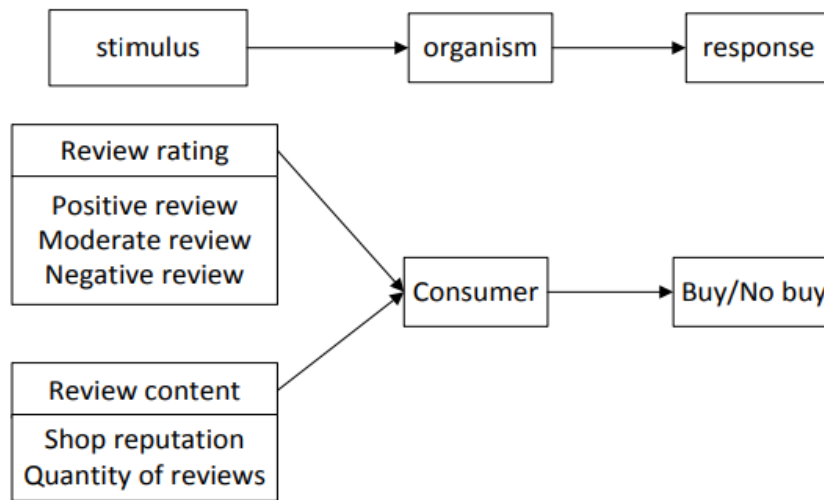 stimulus
organism
response
Review rating
Positive review
Moderate review
Negative review
Consumer
Buy/No buy
Review content
Shop reputation
Quantity of reviews